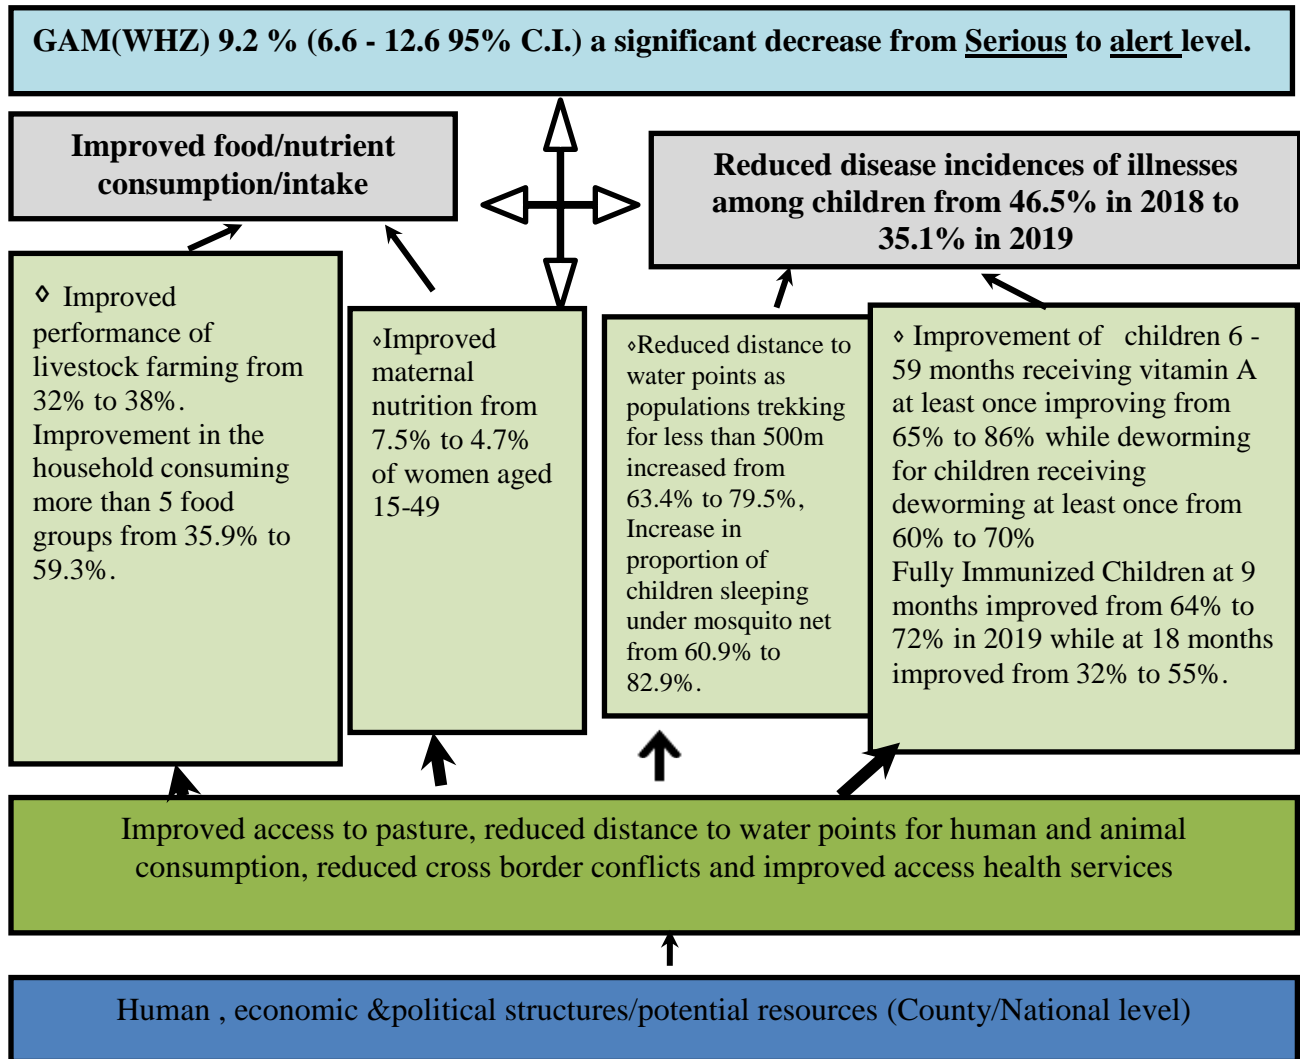 GAM(WHZ) 9.2 % (6.6 - 12.6 95% C.I.) a significant decrease from Serious to alert level.
Improved food/nutrient
consumption/intake
Reduced disease incidences of illnesses
among children from 46.5% in 2018 to
35.1% in 2019
◊ Improved
performance of
livestock farming from
32% to 38%.
Improvement in the
household consuming
more than 5 food
groups from 35.9% to
59.3%.
◊Improved
maternal
nutrition from
7.5% to 4.7%
of women aged
15-49
◊Reduced distance to
water points as
populations trekking
for less than 500m
increased from
63.4% to 79.5%,
Increase in
proportion of
children sleeping
under mosquito net
from 60.9% to
82.9%.
◊ Improvement of children 6 -
59 months receiving vitamin A
at least once improving from
65% to 86% while deworming
for children receiving
deworming at least once from
60% to 70%
Fully Immunized Children at 9
months improved from 64% to
72% in 2019 while at 18 months
improved from 32% to 55%.
Improved access to pasture, reduced distance to water points for human and animal
consumption, reduced cross border conflicts and improved access health services
Human , economic &political structures/potential resources (County/National level)